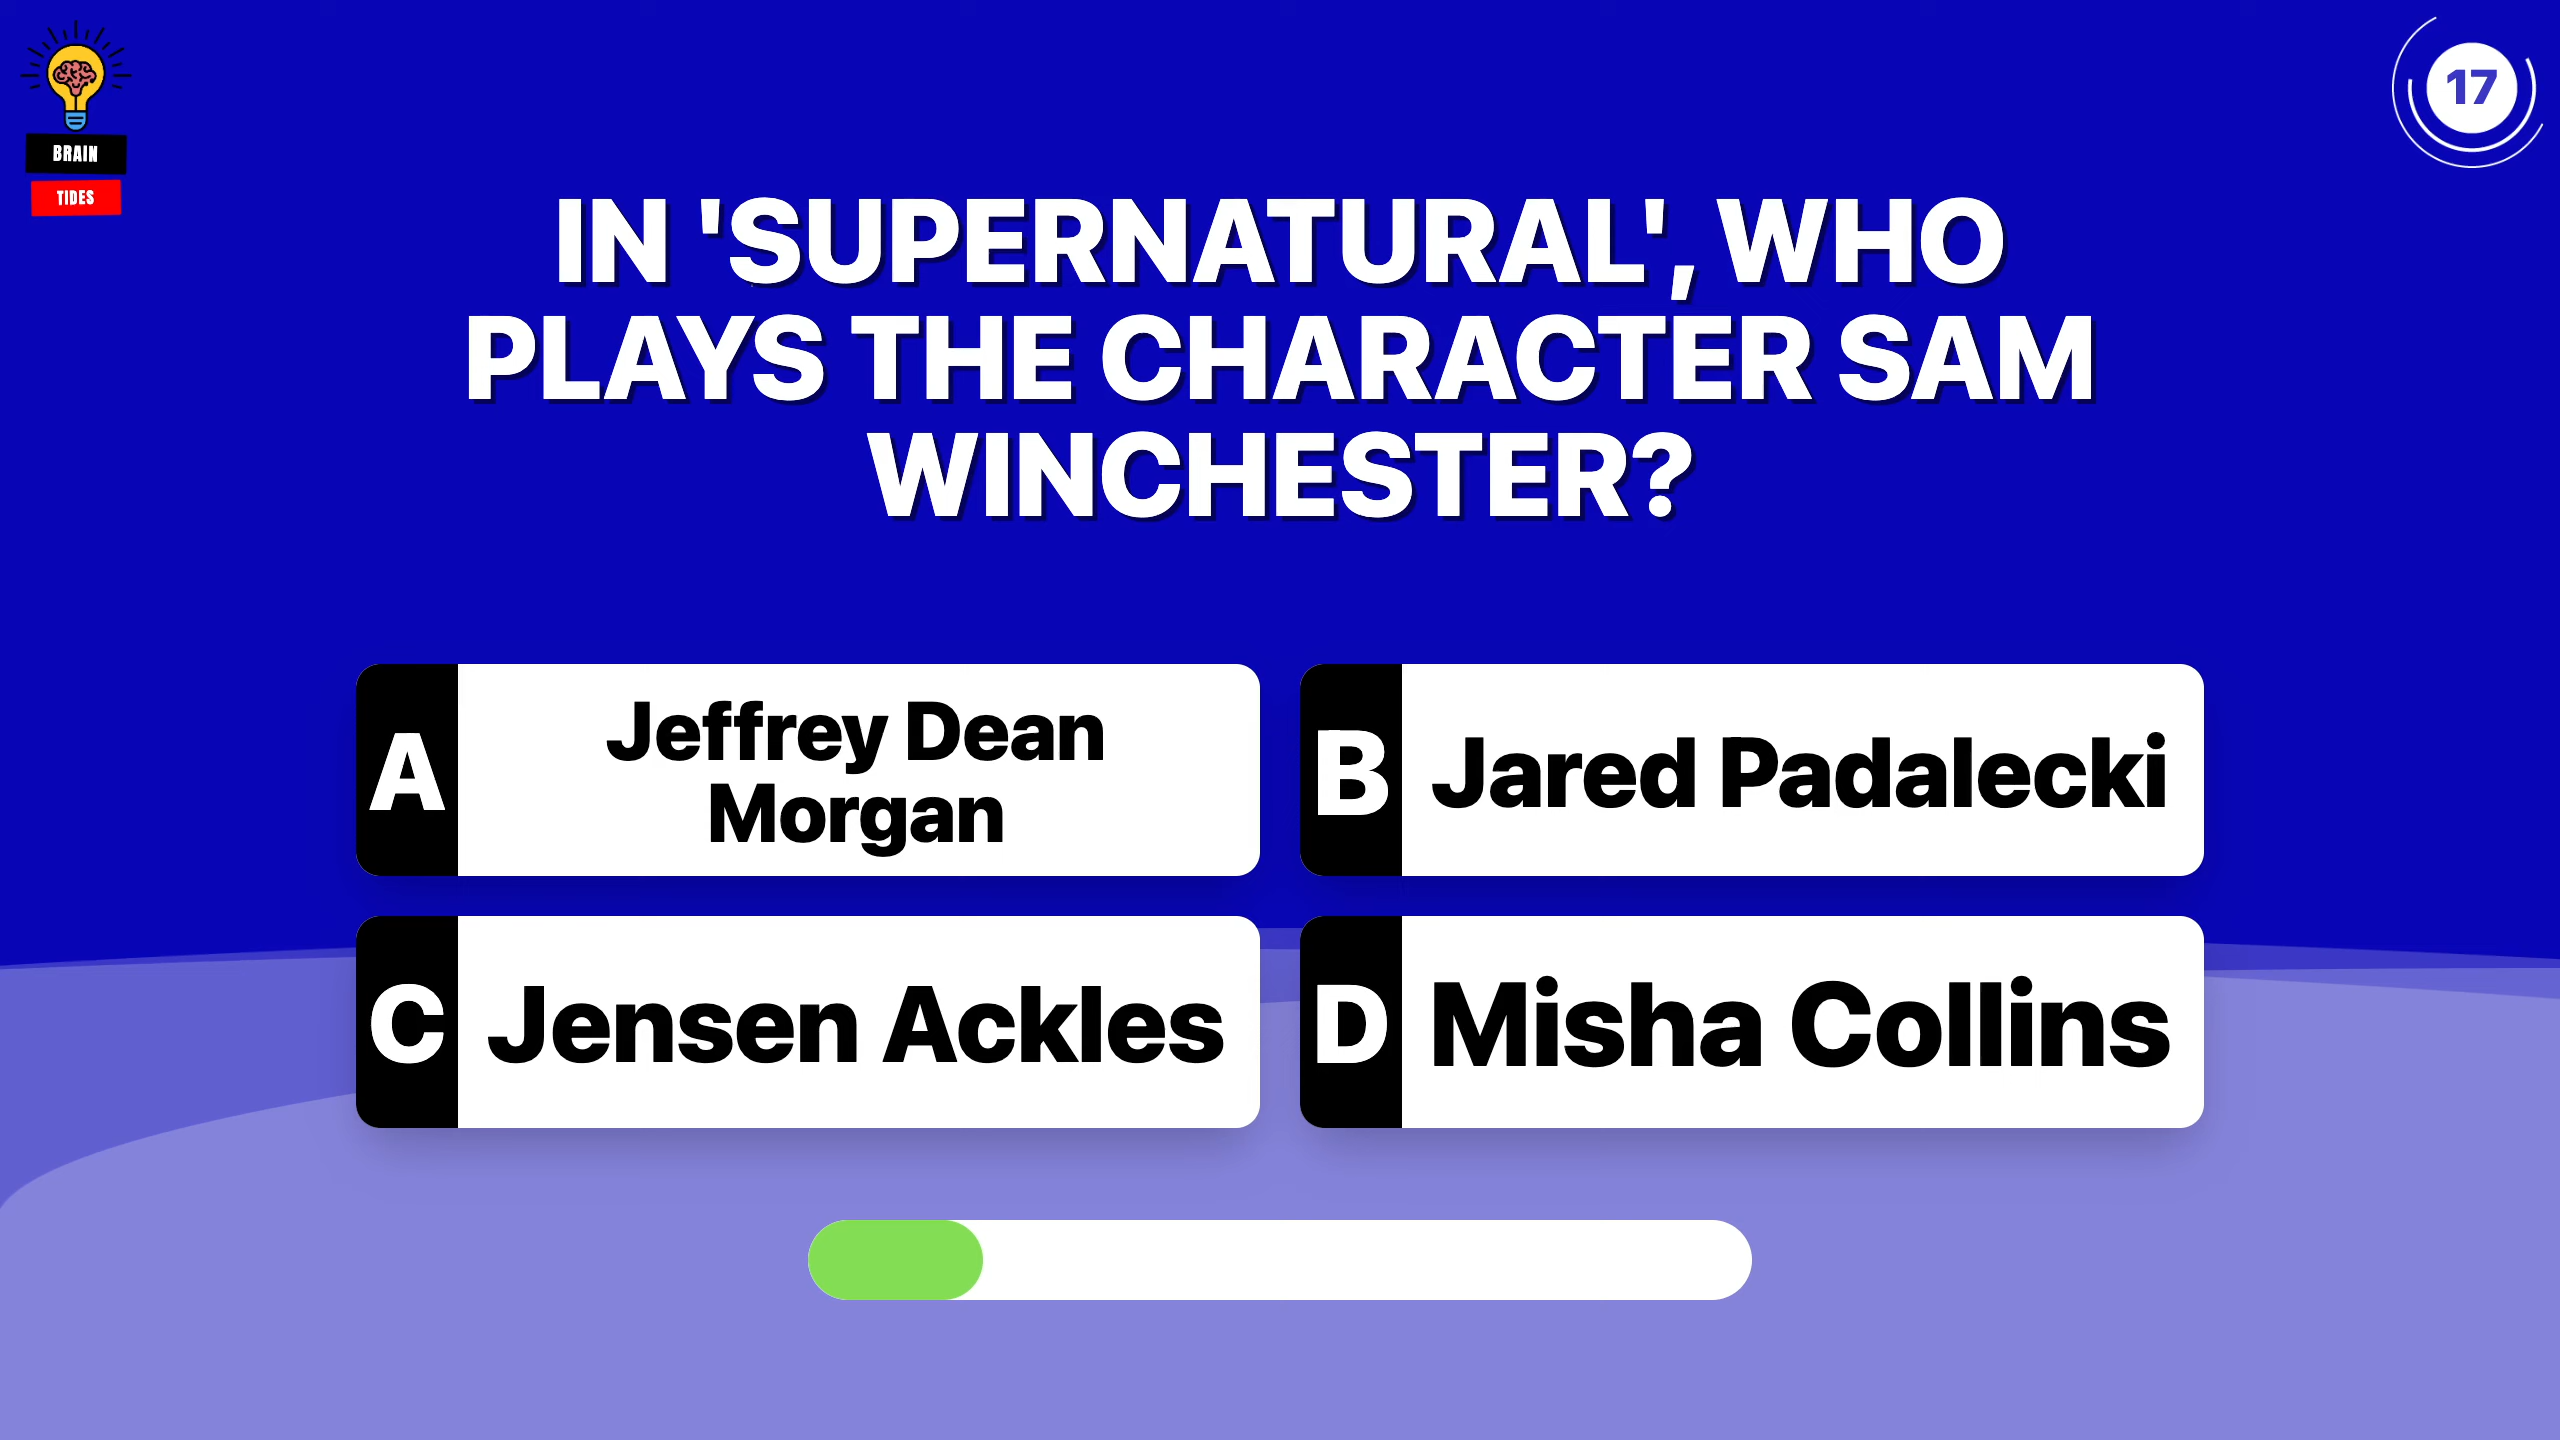 BRAIN
TIDES
17
IN 'SUPERNATURAL', WHO
PLAYS THE CHARACTER SAM
WINCHESTER?
A
Jeffrey Dean
Morgan
B
Jared Padalecki
C
Jensen Ackles
D
Misha Collins